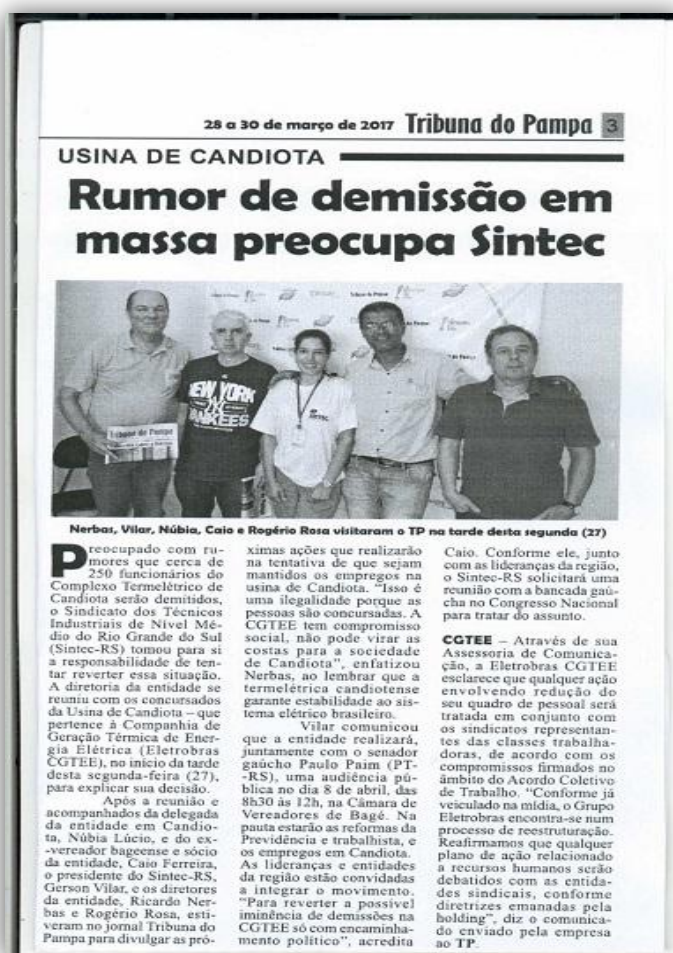 28 a 30 de março de 2017 Tribuna do Pampa 3
USINA DE CANDIOTA
Rumor de demissão em
massa preocupa Sintec
NEW YORK
YANKEES
Tribuna do Pampa
Nerbas, Vilar, Núbia, Caio e Rogério Rosa visitaram o TP na tarde desta segunda (27)
Preocupado com ru-
mores que cerca de
250 funcionários do
Complexo Termelétrico de
Candiota serão demitidos,
o Sindicato dos Técnicos
Industriais de Nível Mé-
dio do Rio Grande do Sul
(Sintec-RS) tomou para si
a responsabilidade de ten-
tar reverter essa situação.
A diretoria da entidade se
reuniu com os concursados
da Usina de Candiota – que
pertence à Companhia de
Geração Térmica de Ener-
gia Elétrica (Eletrobras
CGTEE), no início da tarde
desta segunda-feira (27),
para explicar sua decisão.
Após a reunião e
acompanhados da delegada
da entidade em Candio-
ta, Núbia Lúcio, e do ex-
-vereador bageense e sócio
da entidade, Caio Ferreira,
o presidente do Sintec-RS,
Gerson Vilar, e os diretores
da entidade, Ricardo Ner-
bas e Rogério Rosa, esti-
veram no jornal Tribuna do
Pampa para divulgar as pró-
ximas ações que realizarão
na tentativa de que sejam
mantidos os empregos na
usina de Candiota. “Isso é
uma ilegalidade porque as
pessoas são concursadas. A
CGTEE tem compromisso
social, não pode virar as
costas para a sociedade
de Candiota”, enfatizou
Nerbas, ao lembrar que a
termelétrica candiotense
garante estabilidade ao sis-
tema elétrico brasileiro.
Vilar comunicou
que a entidade realizará,
juntamente com o senador
gaúcho Paulo Paim (PT-
-RS), uma audiência pú-
blica no dia 8 de abril, das
8h30 às 12h, na Câmara de
Vereadores de Bagé. Na
pauta estarão as reformas da
Previdência e trabalhista, e
os empregos em Candiota.
As lideranças e entidades
da região estão convidadas
a integrar o movimento.
“Para reverter a possível
iminência de demissões na
CGTEE só com encaminha-
mento político”, acredita
Caio. Conforme ele, junto
com as lideranças da região,
o Sintec-RS solicitará uma
reunião com a bancada gaú-
cha no Congresso Nacional
para tratar do assunto.
CGTEE – Através de sua
Assessoria de Comunica-
ção, a Eletrobras CGTEE
esclarece que qualquer ação
envolvendo redução do
seu quadro de pessoal será
tratada em conjunto com
os sindicatos representan-
tes das classes trabalha-
doras, de acordo com os
compromissos firmados no
âmbito do Acordo Coletivo
de Trabalho. “Conforme já
veiculado na mídia, o Grupo
Eletrobras encontra-se num
processo de reestruturação.
Reafirmamos que qualquer
plano de ação relacionado
a recursos humanos serão
debatidos com as entida-
des sindicais, conforme
diretrizes emanadas pela
holding”, diz o comunica-
do enviado pela empresa
ao TP.